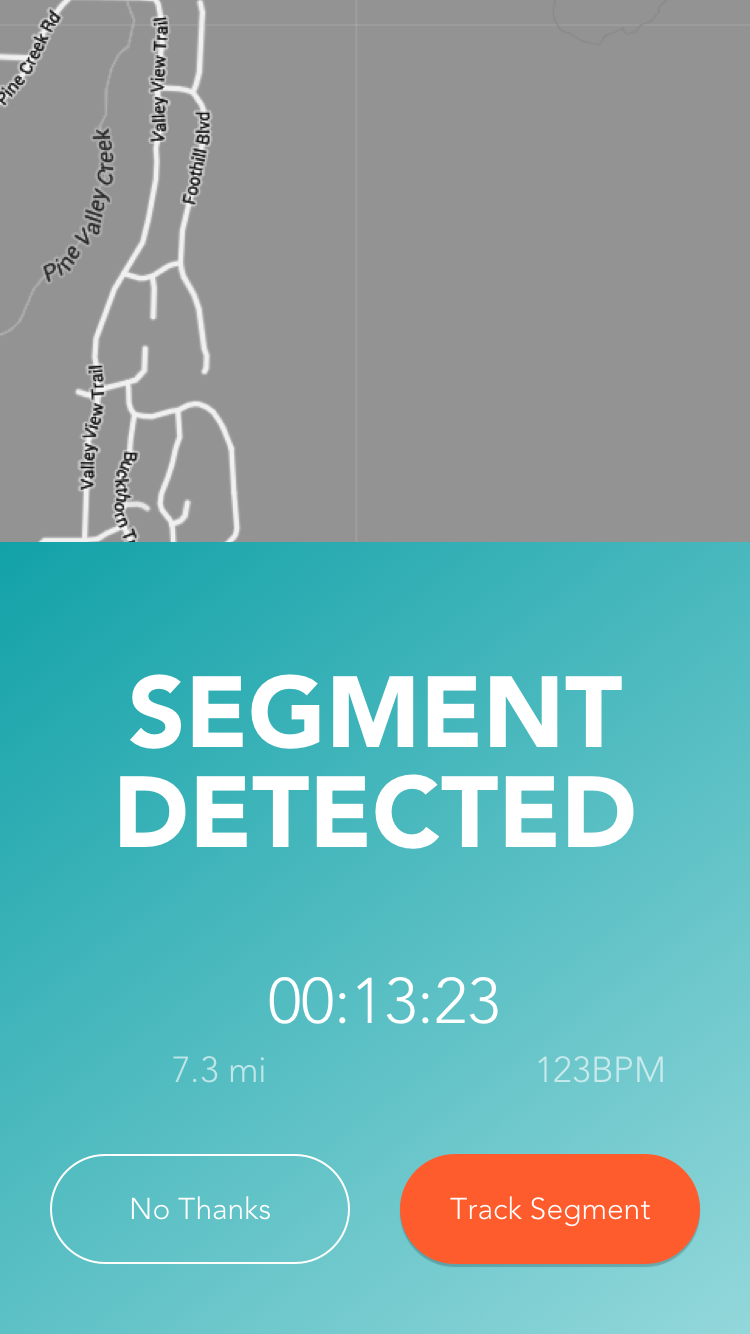 Pine Creek Rd
Valley View Trail
Foothill Blvd
Pine Valley Creek
Valley View Trail
Buckthorn T
SEGMENT
DETECTED
00:13:23
7.3 mi
123BPM
No Thanks
Track Segment